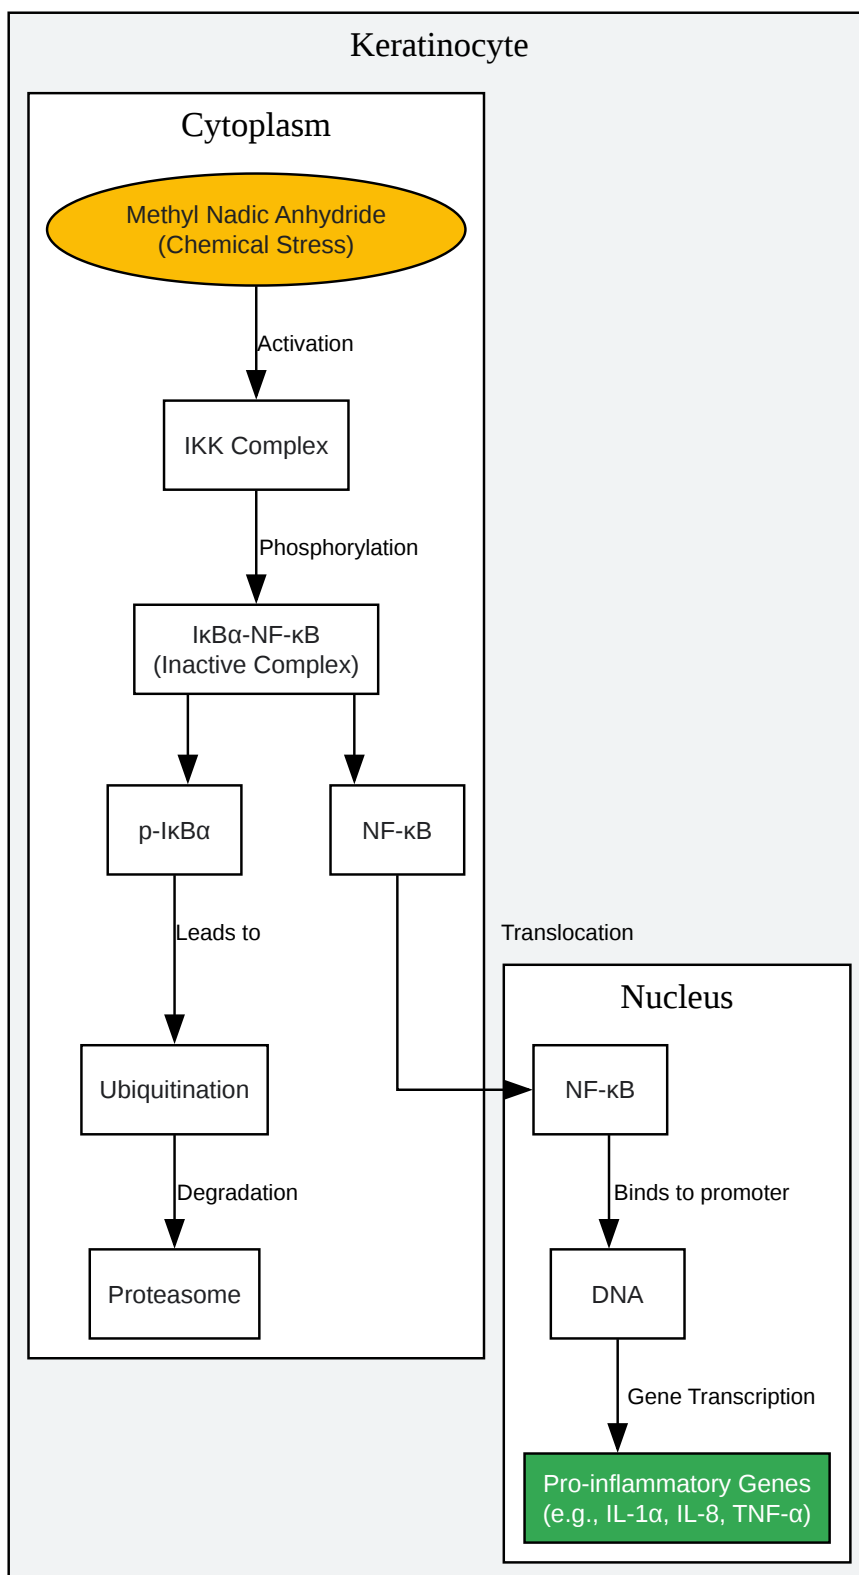 Keratinocyte
Cytoplasm
Methyl Nadic Anhydride
(Chemical Stress)
Activation
IKK Complex
Phosphorylation
IκBα-NF-κB
(Inactive Complex)
p-IκBα
NF-κB
Leads to
Translocation
Nucleus
Ubiquitination
NF-κB
Degradation
Binds to promoter
Proteasome
DNA
Gene Transcription
Pro-inflammatory Genes
(e.g., IL-1α, IL-8, TNF-α)